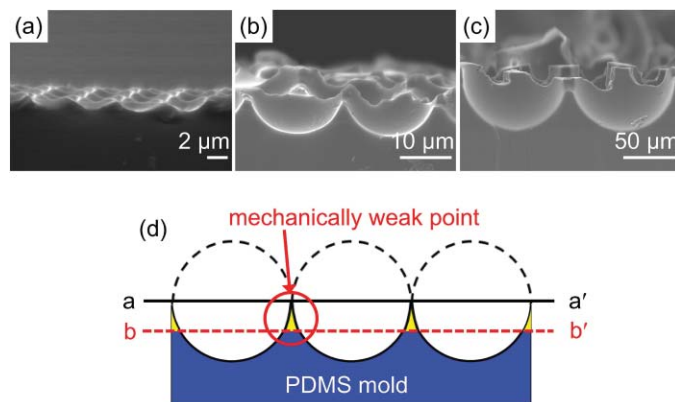 (a)
2 μm
(b)
10 μm
(c)
50 μm
(d)
mechanically weak point
a
a′
b
b′
PDMS mold